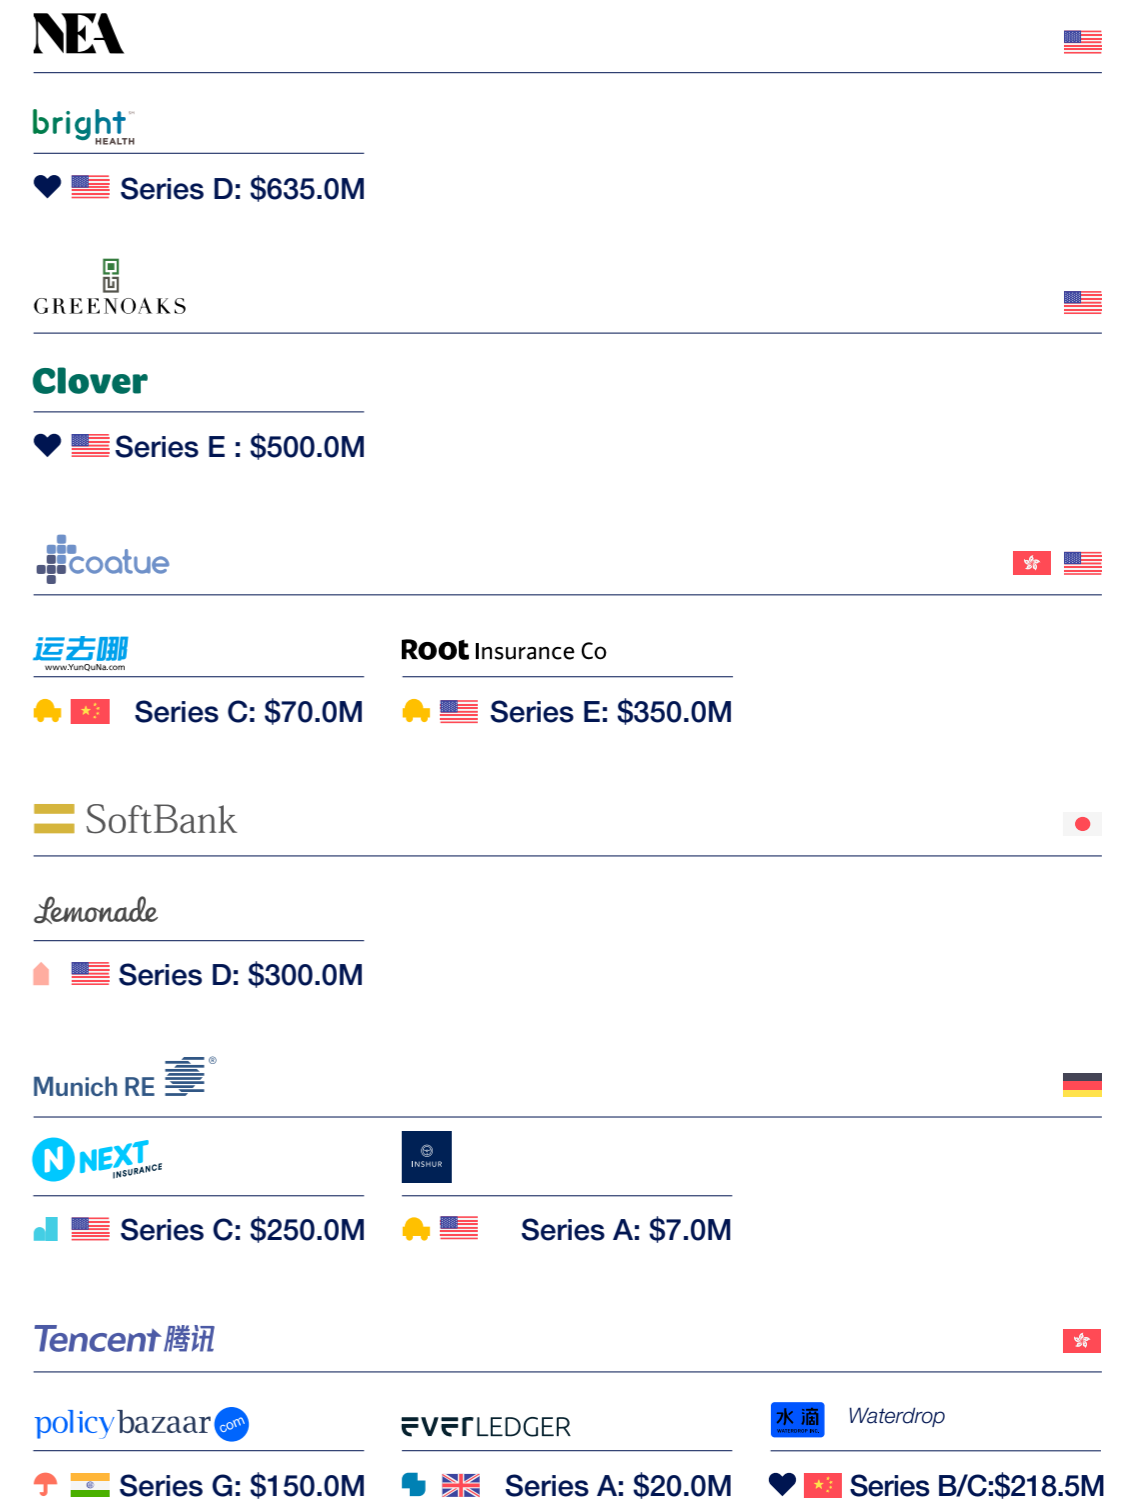 NEA
bright℠
HEALTH
Series D: $635.0M
GREENOAKS
Clover
Series E : $500.0M
coatue
运去哪
www.YunQuNa.com
Root Insurance Co
Series C: $70.0M
Series E: $350.0M
SoftBank
Lemonade
Series D: $300.0M
Munich RE ®
N NEXT
INSURANCE
INSHUR
Series C: $250.0M
Series A: $7.0M
Tencent 腾讯
policybazaar com
EVERLEDGER
水滴
WATERDROP INC.
Waterdrop
Series G: $150.0M
Series A: $20.0M
Series B/C:$218.5M